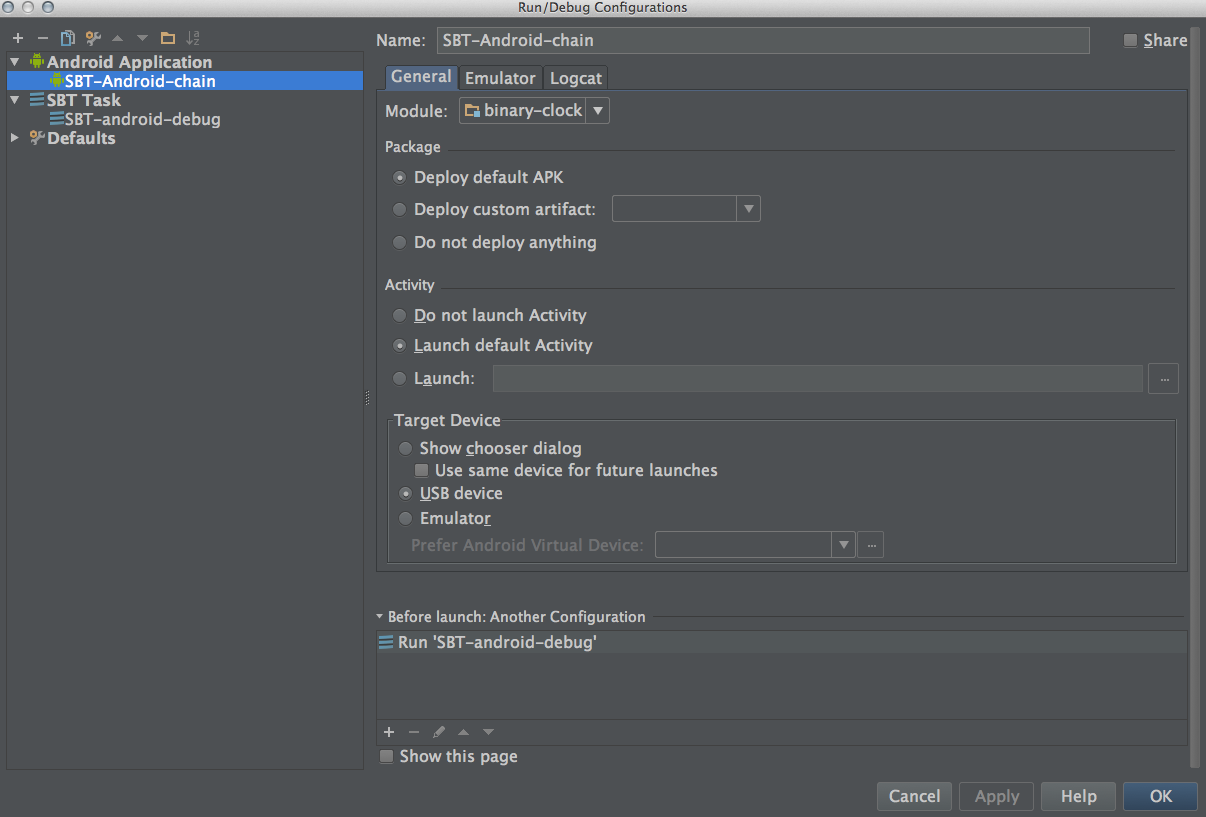 Run/Debug Configurations
Android Application
SBT-Android-chain
SBT Task
SBT-android-debug
Defaults
Name: SBT-Android-chain Share
General Emulator Logcat
Module: binary-clock
Package
Deploy default APK
Deploy custom artifact:
Do not deploy anything
Activity
Do not launch Activity
Launch default Activity
Launch: ...
Target Device
Show chooser dialog
Use same device for future launches
USB device
Emulator
Prefer Android Virtual Device: ...
Before launch: Another Configuration
Run 'SBT-android-debug'
Show this page
Cancel Apply Help OK